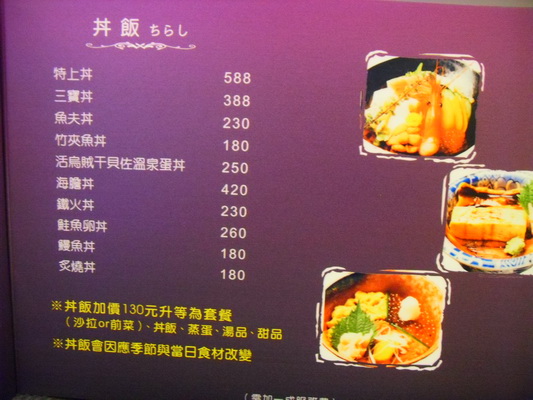 丼飯 ちらし
特上丼 588
三寶丼 388
魚夫丼 230
竹夾魚丼 180
活烏賊干貝佐溫泉蛋丼 250
海膽丼 420
鐵火丼 230
鮭魚卵丼 260
鰻魚丼 180
炙燒丼 180
※丼飯加價130元升等為套餐
（沙拉or前菜）、丼飯、蒸蛋、湯品、甜品
※丼飯會因應季節與當日食材改變